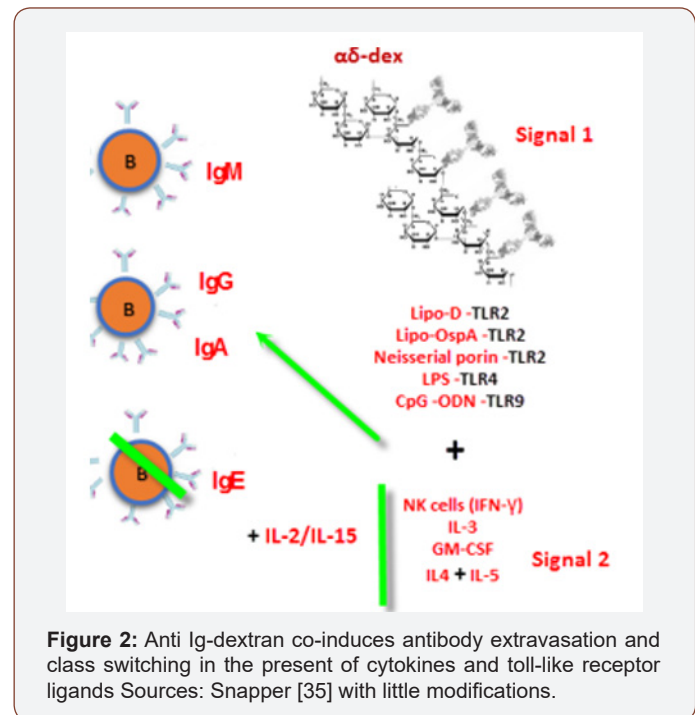 αδ-dex
Signal 1
B
IgM
B
IgG
IgA
Lipo-D -TLR2
Lipo-OspA -TLR2
Neisserial porin -TLR2
LPS -TLR4
CpG -ODN -TLR9
+
B
IgE
+ IL-2/IL-15
NK cells (IFN-γ)
IL-3
GM-CSF
IL4 + IL-5
Signal 2
Figure 2: Anti Ig-dextran co-induces antibody extravasation and
class switching in the present of cytokines and toll-like receptor
ligands Sources: Snapper [35] with little modifications.